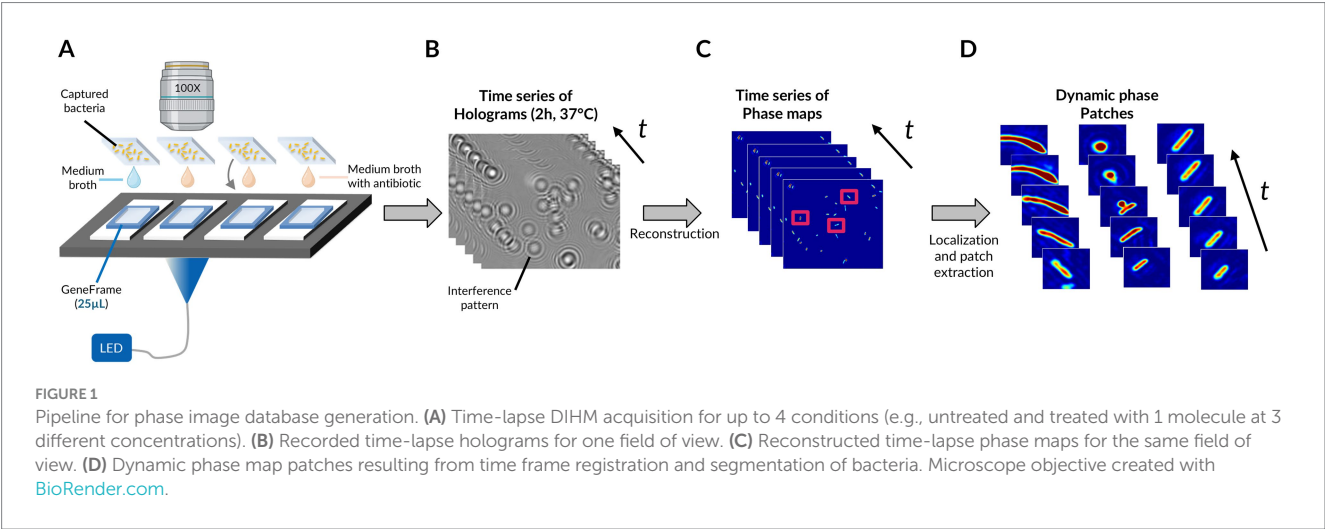 A
100X
Captured
bacteria
Medium
broth
Medium broth
with antibiotic
GeneFrame
(25µL)
LED
B
Time series of
Holograms (2h, 37°C)
t
Interference
pattern
Reconstruction
C
Time series of
Phase maps
t
Localization
and patch
extraction
D
Dynamic phase
Patches
t
FIGURE 1
Pipeline for phase image database generation. (A) Time-lapse DIHM acquisition for up to 4 conditions (e.g., untreated and treated with 1 molecule at 3
different concentrations). (B) Recorded time-lapse holograms for one field of view. (C) Reconstructed time-lapse phase maps for the same field of
view. (D) Dynamic phase map patches resulting from time frame registration and segmentation of bacteria. Microscope objective created with
BioRender.com.